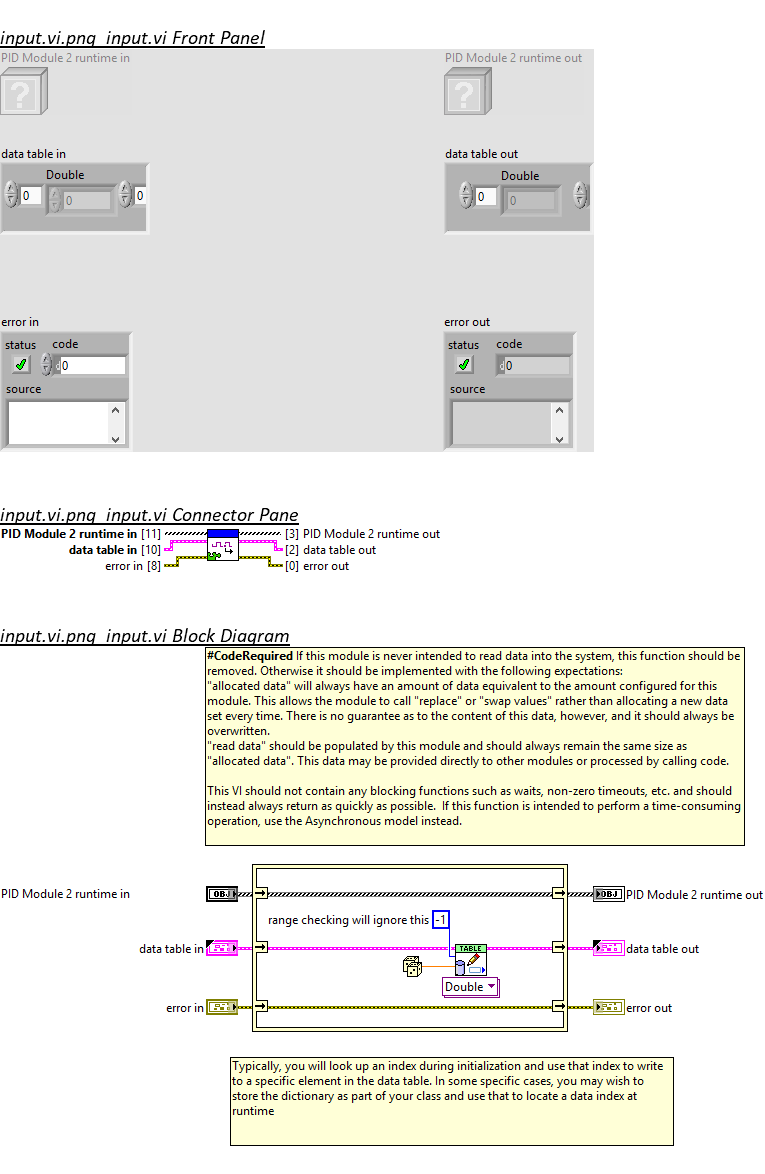 input.vi.png input.vi Front Panel
PID Module 2 runtime in
PID Module 2 runtime out
?
?
data table in
data table out
Double
Double
0
0
0
0
0
error in
error out
status
code
status
code
d0
d0
source
source
input.vi.png input.vi Connector Pane
PID Module 2 runtime in [11]
[3] PID Module 2 runtime out
data table in [10]
[2] data table out
error in [8]
[0] error out
input.vi.png input.vi Block Diagram
#CodeRequired If this module is never intended to read data into the system, this function should be
removed. Otherwise it should be implemented with the following expectations:
"allocated data" will always have an amount of data equivalent to the amount configured for this
module. This allows the module to call "replace" or "swap values" rather than allocating a new data
set every time. There is no guarantee as to the content of this data, however, and it should always be
overwritten.
"read data" should be populated by this module and should always remain the same size as
"allocated data". This data may be provided directly to other modules or processed by calling code.
This VI should not contain any blocking functions such as waits, non-zero timeouts, etc. and should
instead always return as quickly as possible.  If this function is intended to perform a time-consuming
operation, use the Asynchronous model instead.
PID Module 2 runtime in
OBJ
OBJ
PID Module 2 runtime out
range checking will ignore this
-1
data table in
TABLE
data table out
Double
error in
error out
Typically, you will look up an index during initialization and use that index to write
to a specific element in the data table. In some specific cases, you may wish to
store the dictionary as part of your class and use that to locate a data index at
runtime